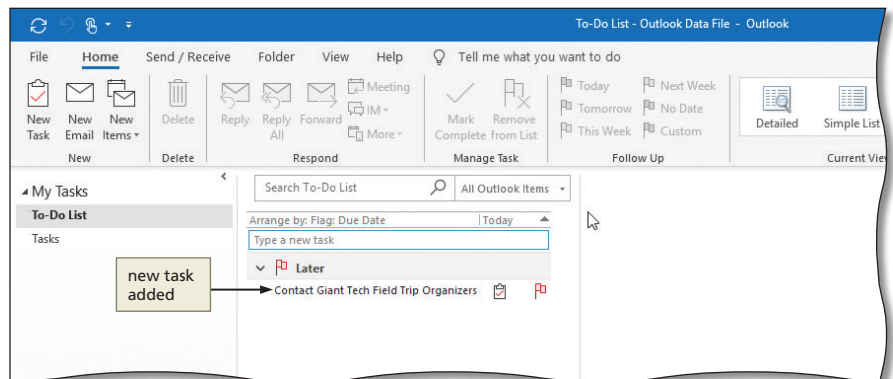 To-Do List - Outlook Data File - Outlook
File Home Send / Receive Folder View Help Tell me what you want to do
New Task
New Email
New Items
Delete
Reply
Reply All
Forward
Meeting
IM
More
Mark Complete
Remove from List
Today
Tomorrow
This Week
Next Week
No Date
Custom
Detailed
Simple List
New Delete Respond Manage Task Follow Up Current Vie
My Tasks
To-Do List
Tasks
Search To-Do List All Outlook Items
Arrange by: Flag: Due Date Today
Type a new task
Later
Contact Giant Tech Field Trip Organizers
new task
added